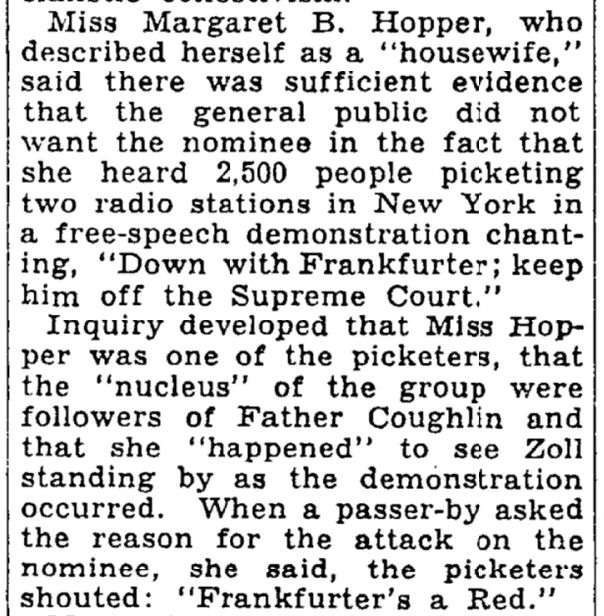 Miss Margaret B. Hopper, who
described herself as a "housewife,"
said there was sufficient evidence
that the general public did not
want the nominee in the fact that
she heard 2,500 people picketing
two radio stations in New York in
a free-speech demonstration chant-
ing, "Down with Frankfurter; keep
him off the Supreme Court."
Inquiry developed that Miss Hop-
per was one of the picketers, that
the "nucleus" of the group were
followers of Father Coughlin and
that she "happened" to see Zoll
standing by as the demonstration
occurred. When a passer-by asked
the reason for the attack on the
nominee, she said, the picketers
shouted: "Frankfurter's a Red."